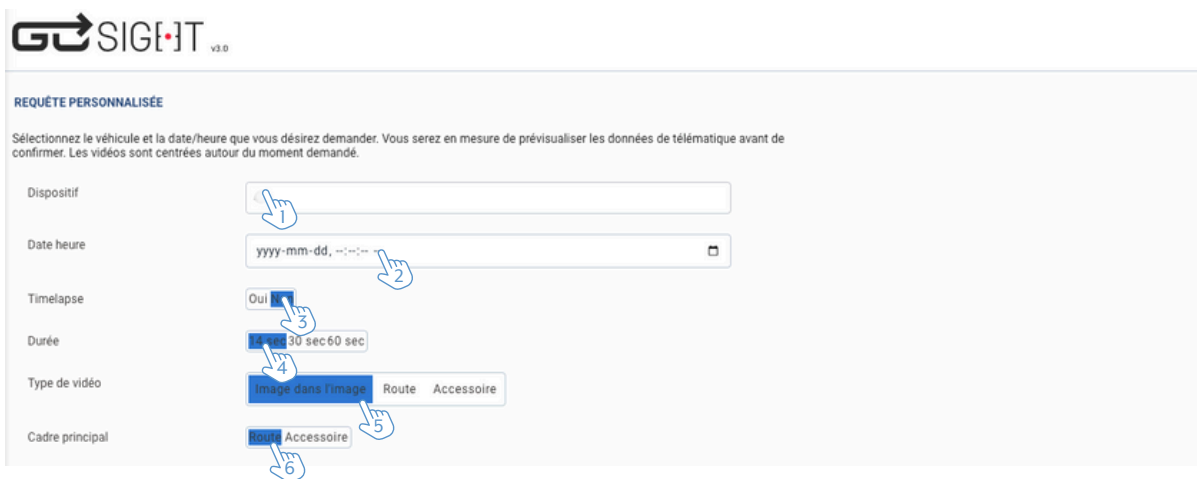 GO SIGHT v3.0
REQUÊTE PERSONNALISÉE
Sélectionnez le véhicule et la date/heure que vous désirez demander. Vous serez en mesure de prévisualiser les données de télématique avant de
confirmer. Les vidéos sont centrées autour du moment demandé.
Dispositif
1
Date heure
yyyy-mm-dd, --:--:-- --
2
Timelapse
Oui Non
3
Durée
14 sec 30 sec 60 sec
4
Type de vidéo
Image dans l'image Route Accessoire
5
Cadre principal
Route Accessoire
6